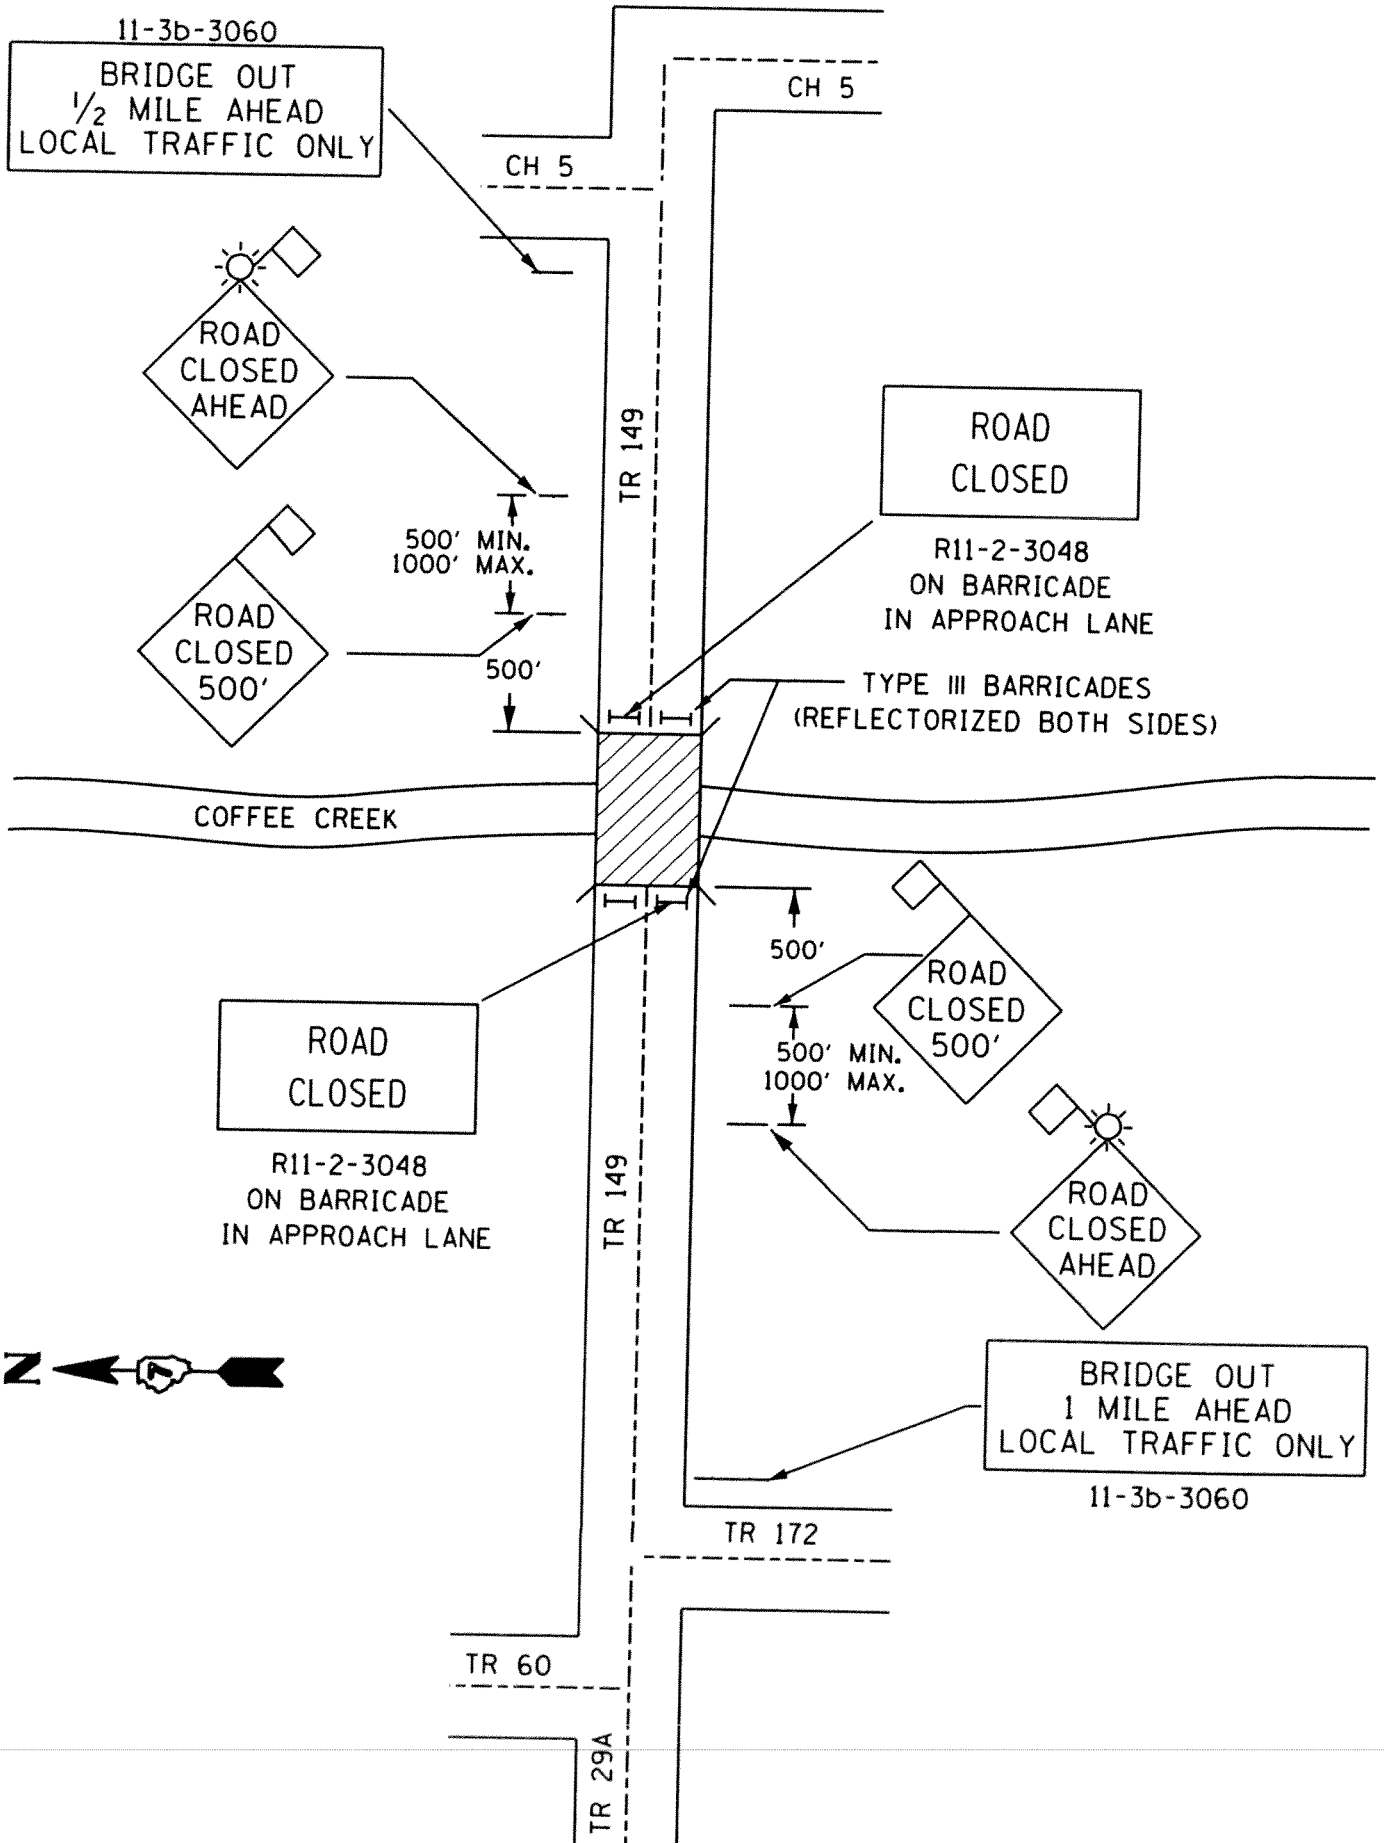 11-3b-3060
BRIDGE OUT
1/2 MILE AHEAD
LOCAL TRAFFIC ONLY
CH 5
CH 5
ROAD
CLOSED
AHEAD
TR 149
ROAD
CLOSED
R11-2-3048
ON BARRICADE
IN APPROACH LANE
500' MIN.
1000' MAX.
ROAD
CLOSED
500'
500'
TYPE III BARRICADES
(REFLECTORIZED BOTH SIDES)
COFFEE CREEK
500'
ROAD
CLOSED
500'
500' MIN.
1000' MAX.
ROAD
CLOSED
R11-2-3048
ON BARRICADE
IN APPROACH LANE
TR 149
ROAD
CLOSED
AHEAD
N
7
BRIDGE OUT
1 MILE AHEAD
LOCAL TRAFFIC ONLY
11-3b-3060
TR 172
TR 60
TR 29A